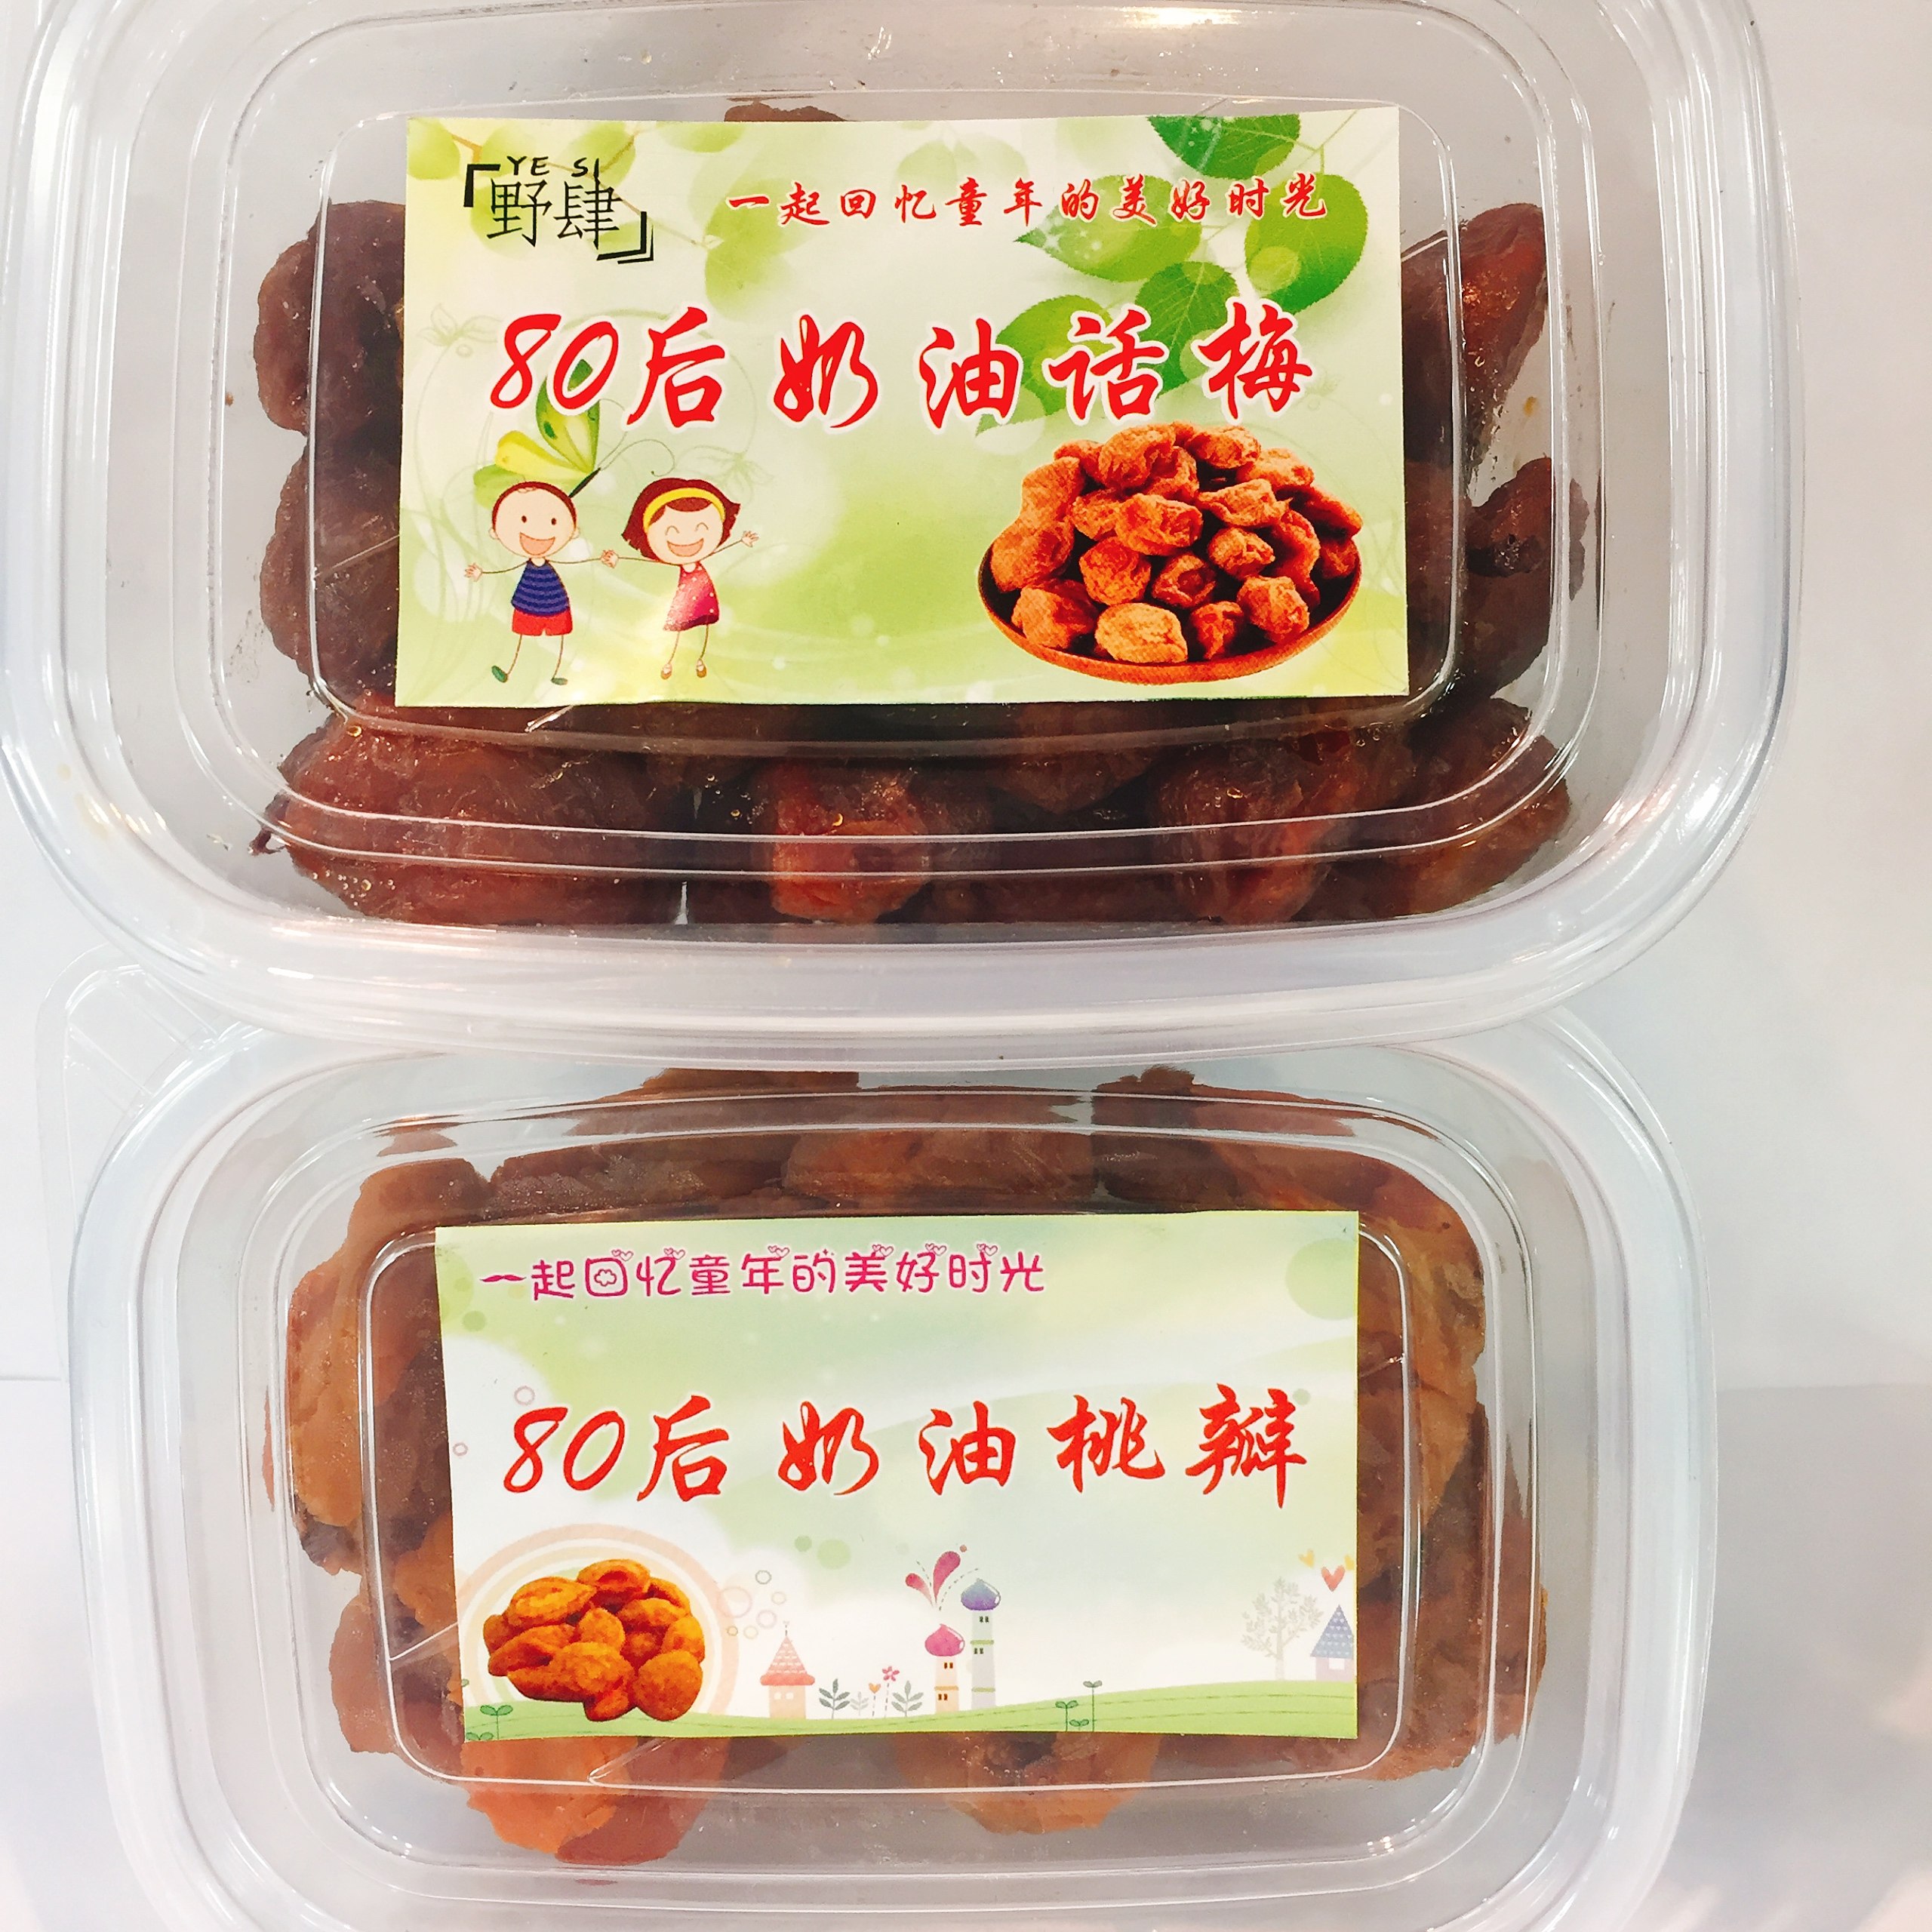 YE SI
「野肆」
一起回忆童年的美好时光
80后奶油话梅
一起回忆童年的美好时光
80后奶油桃瓣